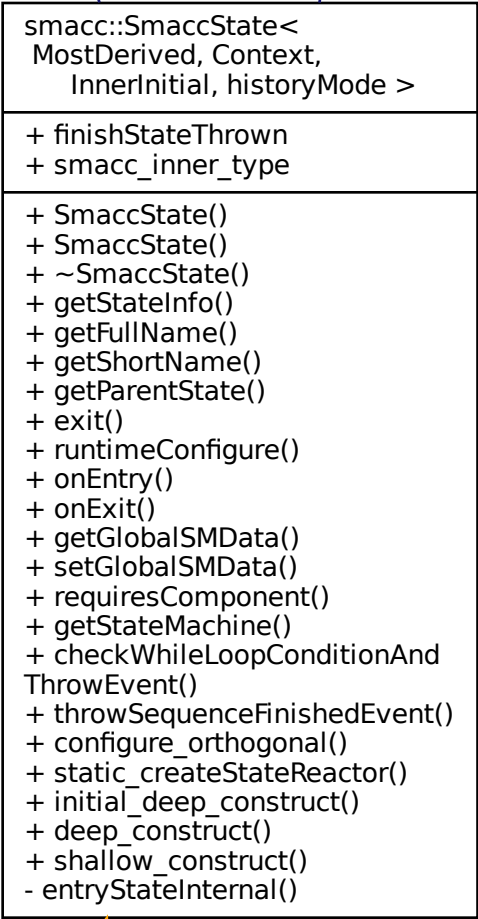 smacc::SmaccState<
MostDerived, Context,
InnerInitial, historyMode >
+ finishStateThrown
+ smacc_inner_type
+ SmaccState()
+ SmaccState()
+ ~SmaccState()
+ getStateInfo()
+ getFullName()
+ getShortName()
+ getParentState()
+ exit()
+ runtimeConfigure()
+ onEntry()
+ onExit()
+ getGlobalSMData()
+ setGlobalSMData()
+ requiresComponent()
+ getStateMachine()
+ checkWhileLoopConditionAnd
ThrowEvent()
+ throwSequenceFinishedEvent()
+ configure_orthogonal()
+ static_createStateReactor()
+ initial_deep_construct()
+ deep_construct()
+ shallow_construct()
- entryStateInternal()